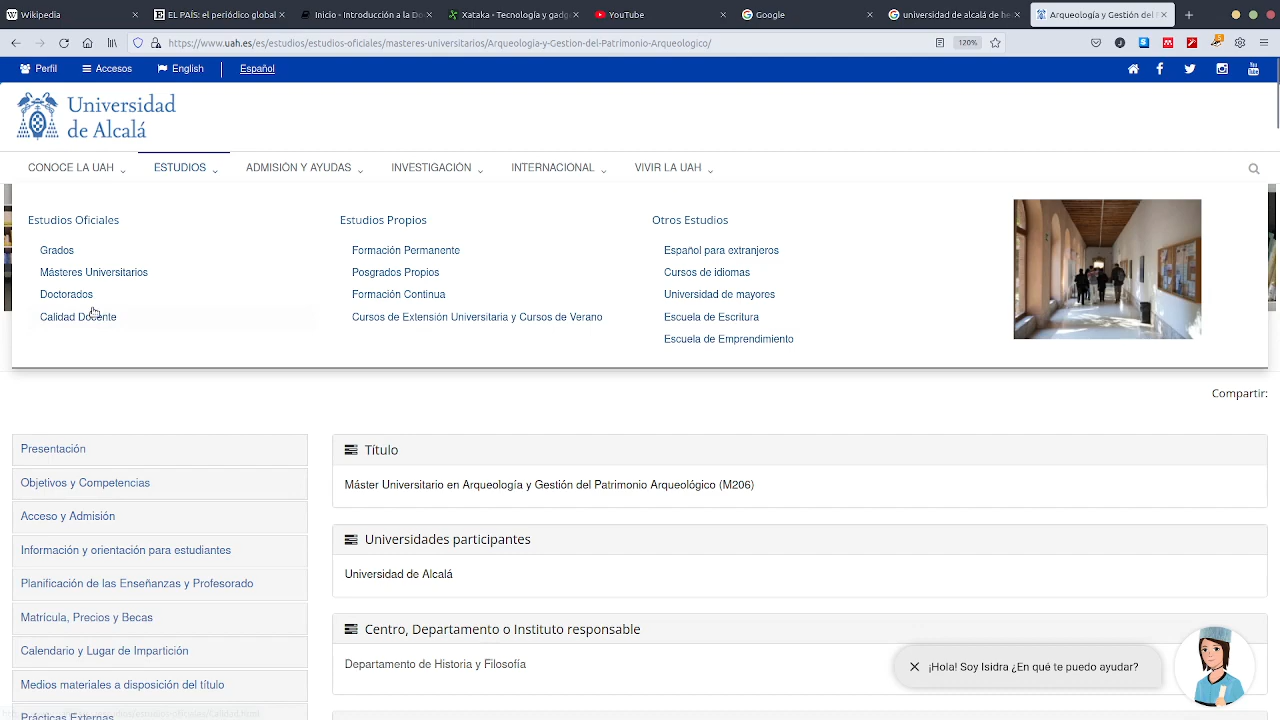 Wikipedia
EL PAÍS: el periódico global
Inicio - Introducción a la Do
Xataka - Tecnología y gadg
YouTube
Google
universidad de alcalá de he
Arqueología y Gestión del P
https://www.uah.es/es/estudios/estudios-oficiales/masteres-universitarios/Arqueologia-y-Gestion-del-Patrimonio-Arqueologico/
120%
Perfil
Accesos
English
Español
Universidad
de Alcalá
CONOCE LA UAH
ESTUDIOS
ADMISIÓN Y AYUDAS
INVESTIGACIÓN
INTERNACIONAL
VIVIR LA UAH
Estudios Oficiales
Grados
Másteres Universitarios
Doctorados
Calidad Docente
Estudios Propios
Formación Permanente
Posgrados Propios
Formación Continua
Cursos de Extensión Universitaria y Cursos de Verano
Otros Estudios
Español para extranjeros
Cursos de idiomas
Universidad de mayores
Escuela de Escritura
Escuela de Emprendimiento
Compartir:
Presentación
Objetivos y Competencias
Acceso y Admisión
Información y orientación para estudiantes
Planificación de las Enseñanzas y Profesorado
Matrícula, Precios y Becas
Calendario y Lugar de Impartición
Medios materiales a disposición del título
Prácticas Externas
Título
Máster Universitario en Arqueología y Gestión del Patrimonio Arqueológico (M206)
Universidades participantes
Universidad de Alcalá
Centro, Departamento o Instituto responsable
Departamento de Historia y Filosofía
¡Hola! Soy Isidra ¿En qué te puedo ayudar?